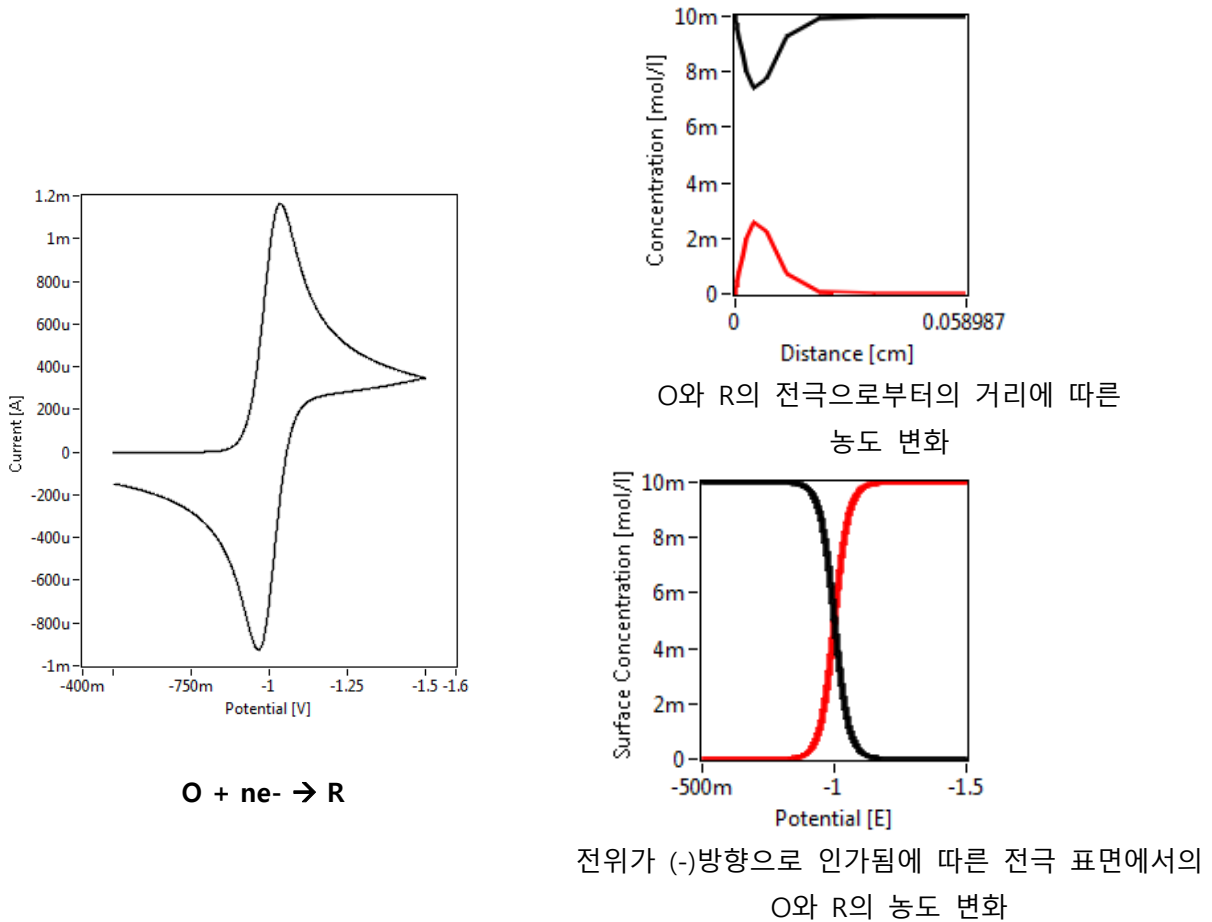 1.2m
1m
800u
600u
400u
200u
0
-200u
-400u
-600u
-800u
-1m
Current [A]
-400m -750m -1 -1.25 -1.5 -1.6
Potential [V]
O + ne- → R
10m
8m
6m
4m
2m
0
Concentration [mol/l]
0 0.058987
Distance [cm]
O와 R의 전극으로부터의 거리에 따른
농도 변화
10m
8m
6m
4m
2m
0
Surface Concentration [mol/l]
-500m -1 -1.5
Potential [E]
전위가 (-)방향으로 인가됨에 따른 전극 표면에서의
O와 R의 농도 변화